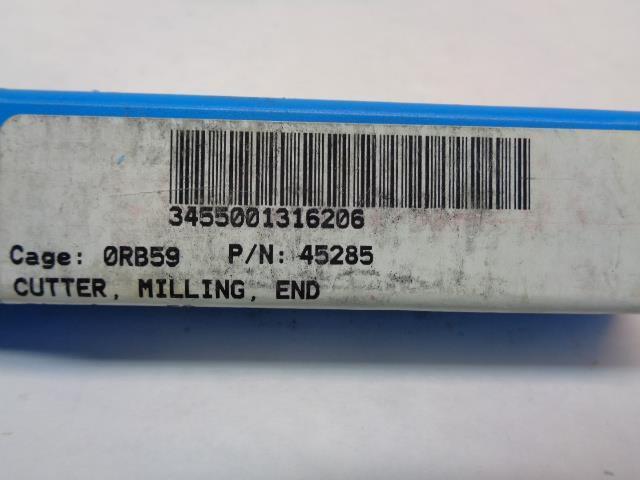 3455001316206
Cage: 0RB59 P/N: 45285
CUTTER, MILLING, END